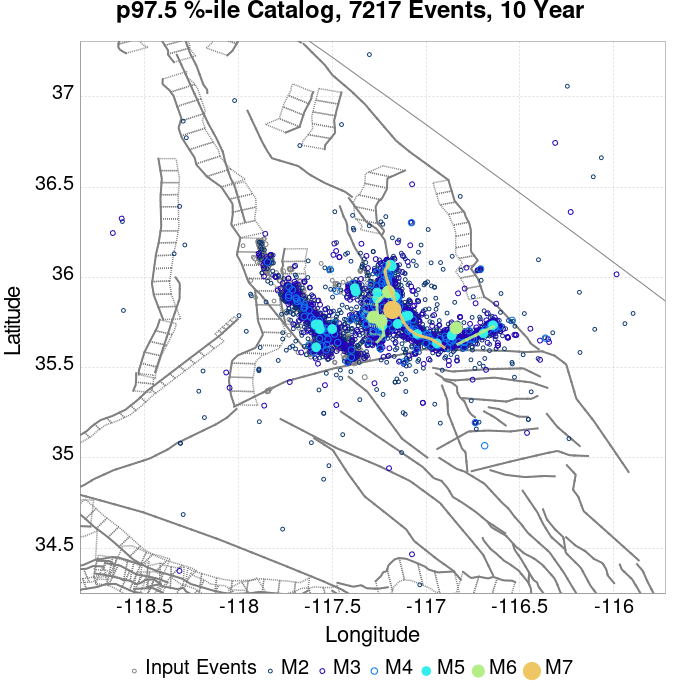 p97.5 %-ile Catalog, 7217 Events, 10 Year
37
36.5
36
35.5
35
34.5
Latitude
-118.5 -118 -117.5 -117 -116.5 -116
Longitude
Input Events M2 M3 M4 M5 M6 M7